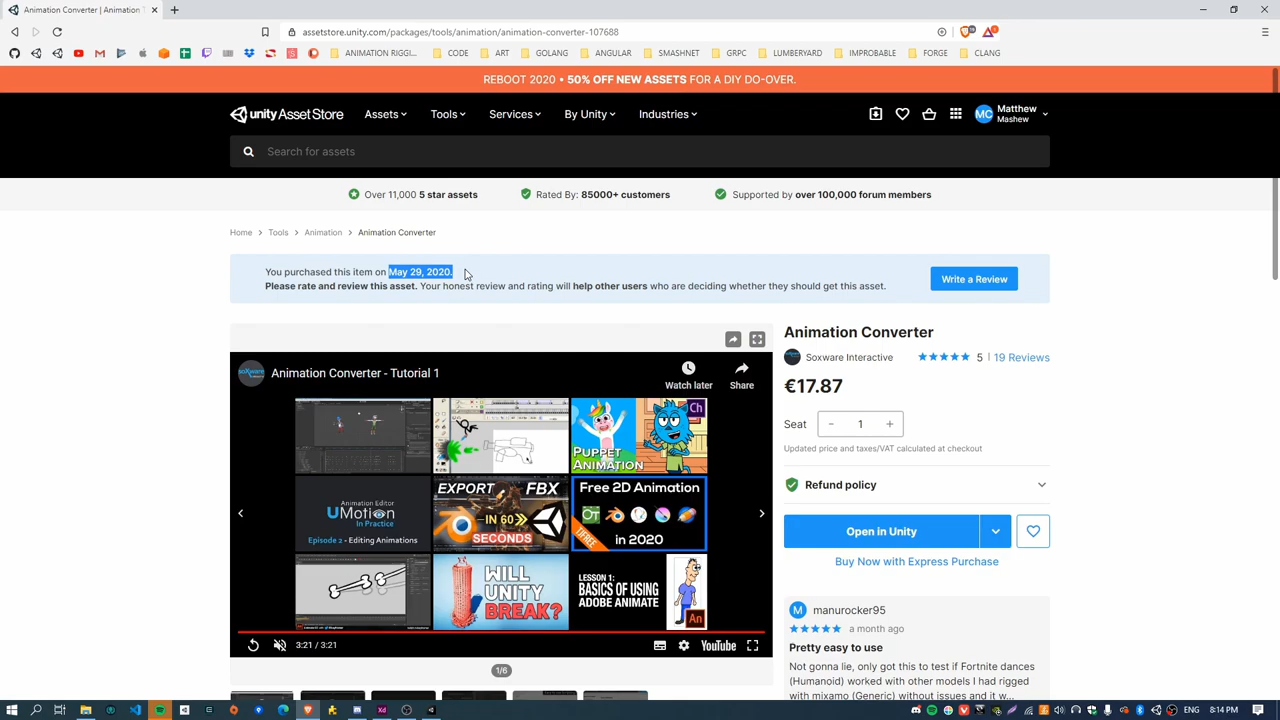 Animation Converter | Animation T
assetstore.unity.com/packages/tools/animation/animation-converter-107688
ANIMATION RIGGI...
CODE
ART
GOLANG
ANGULAR
SMASHNET
GRPC
LUMBERYARD
IMPROBABLE
FORGE
CLANG
REBOOT 2020 • 50% OFF NEW ASSETS FOR A DIY DO-OVER.
unity Asset Store
Assets
Tools
Services
By Unity
Industries
MC
Matthew
Mashew
Search for assets
Over 11,000 5 star assets
Rated By: 85000+ customers
Supported by over 100,000 forum members
Home > Tools > Animation > Animation Converter
You purchased this item on May 29, 2020.
Please rate and review this asset. Your honest review and rating will help other users who are deciding whether they should get this asset.
Write a Review
Animation Converter
Soxware Interactive
5 | 19 Reviews
€17.87
Seat
- 1 +
Updated price and taxes/VAT calculated at checkout
Refund policy
Open in Unity
Buy Now with Express Purchase
M manurocker95
a month ago
Pretty easy to use
Not gonna lie, only got this to test if Fortnite dances
(Humanoid) worked with other models I had rigged
with mixamo (Generic) without issues and it w...
soXware
Animation Converter - Tutorial 1
Watch later
Share
Ch
PUPPET
ANIMATION
Animation Editor
UMotion
In Practice
Episode 2 - Editing Animations
EXPORT FBX
IN 60
SECONDS
Free 2D Animation
OT
FREE
in 2020
WILL
UNITY
BREAK?
LESSON 1:
BASICS OF USING
ADOBE ANIMATE
An
3:21 / 3:21
YouTube
1/6
Xd
ENG
8:14 PM